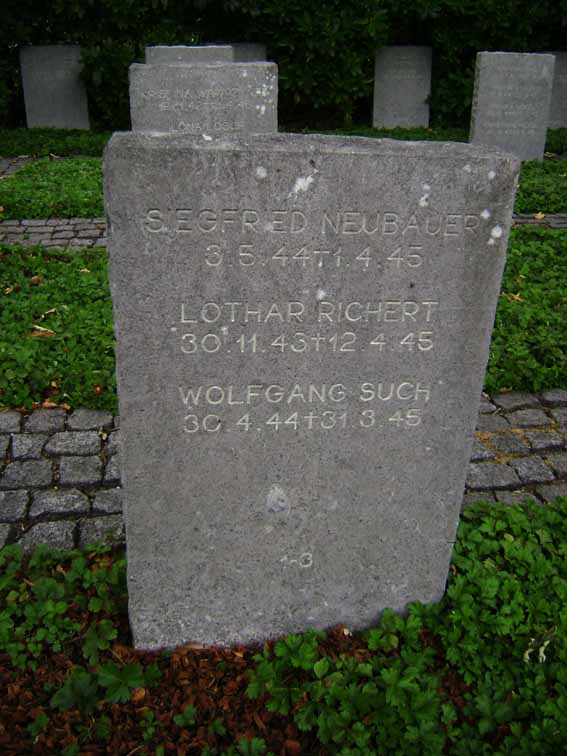 SIEGFRIED NEUBAUER
3.5.44†1.4.45
LOTHAR RICHERT
30.11.43†12.4.45
WOLFGANG SUCH
30.4.44†31.3.45
1-3